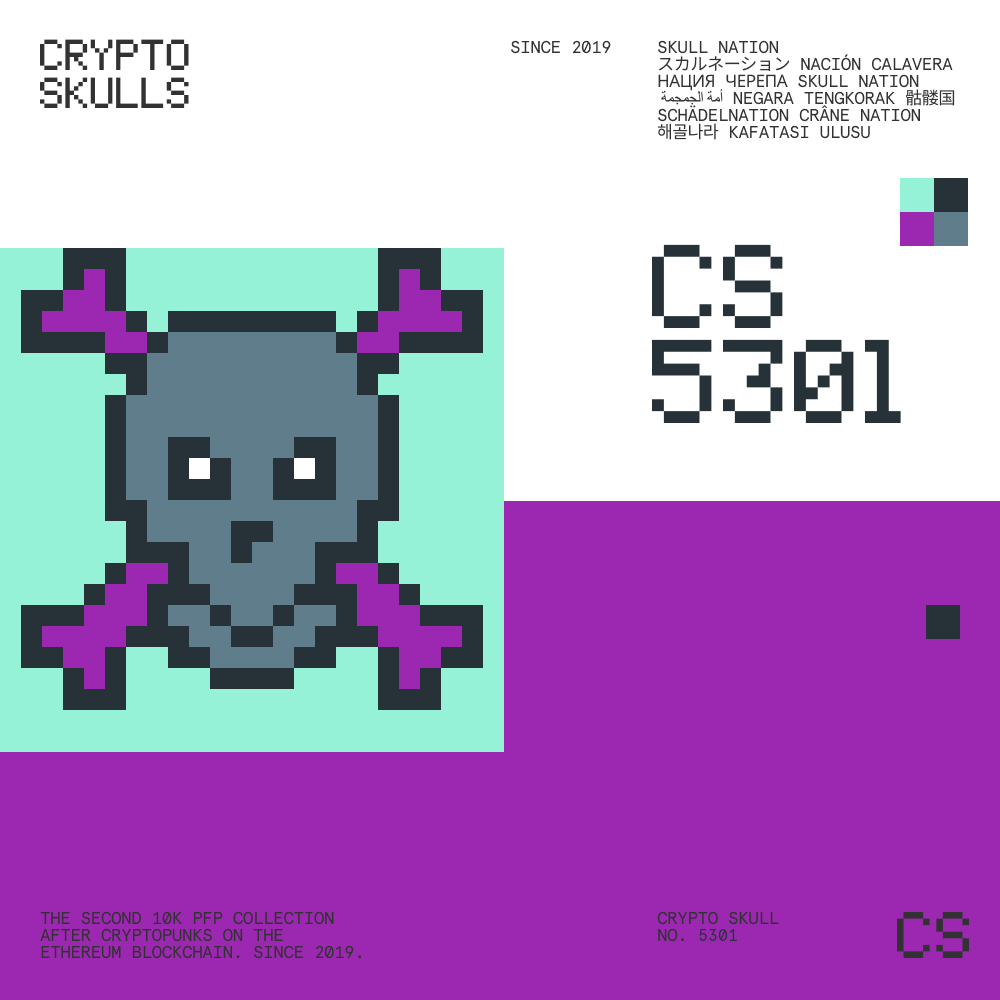 CRYPTO
SKULLS
SINCE 2019
SKULL NATION
スカルネーション NACIÓN CALAVERA
НАЦИЯ ЧЕРЕПА SKULL NATION
أمة الجمجمة NEGARA TENGKORAK 骷髅国
SCHÄDELNATION CRÂNE NATION
해골나라 KAFATASI ULUSU
CS
5301
THE SECOND 10K PFP COLLECTION
AFTER CRYPTOPUNKS ON THE
ETHEREUM BLOCKCHAIN. SINCE 2019.
CRYPTO SKULL
NO. 5301
CS